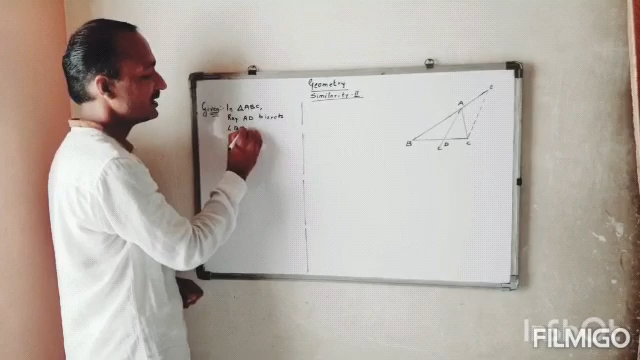 Geometry
Similarity-II
Given:- In △ABC,
Ray AD bisects
A
B
D
C
FILMIGO